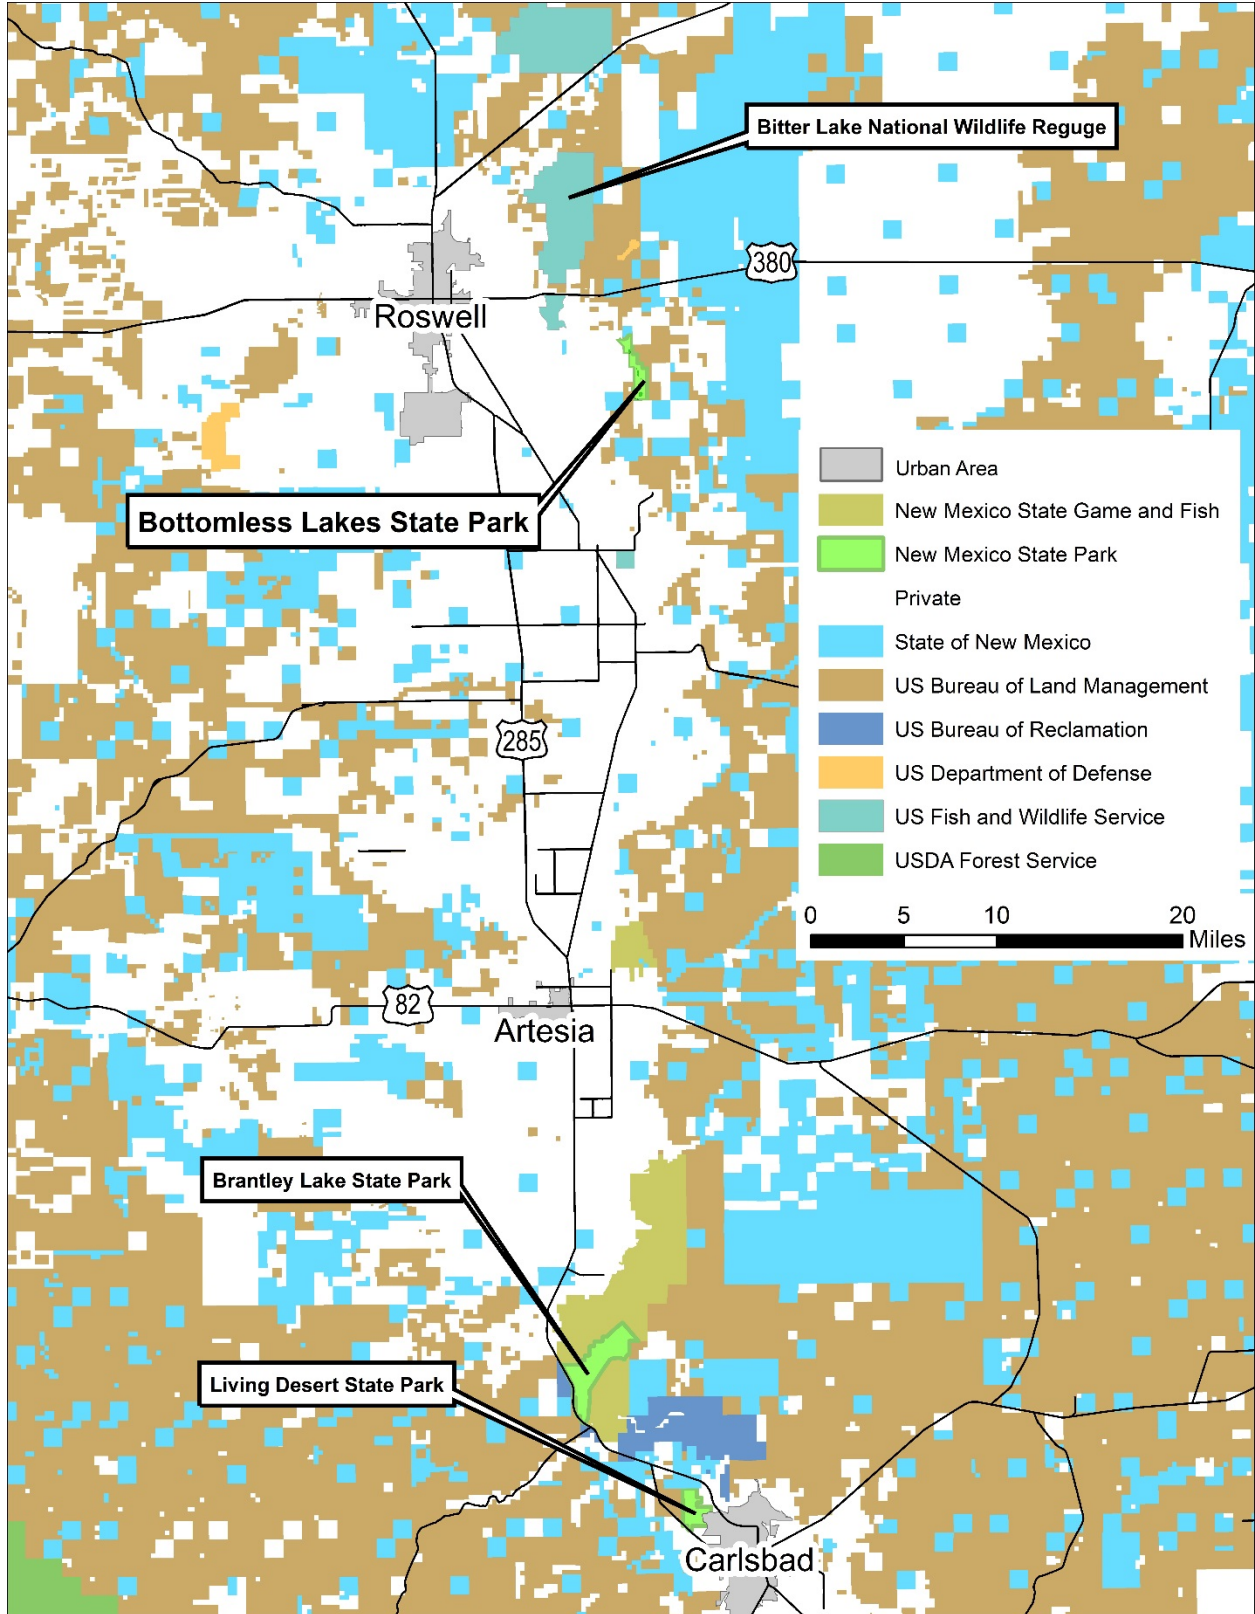 Bitter Lake National Wildlife Reguge
380
Roswell
Bottomless Lakes State Park
Urban Area
New Mexico State Game and Fish
New Mexico State Park
Private
State of New Mexico
US Bureau of Land Management
US Bureau of Reclamation
US Department of Defense
US Fish and Wildlife Service
USDA Forest Service
0 5 10 20
Miles
285
82
Artesia
Brantley Lake State Park
Living Desert State Park
Carlsbad